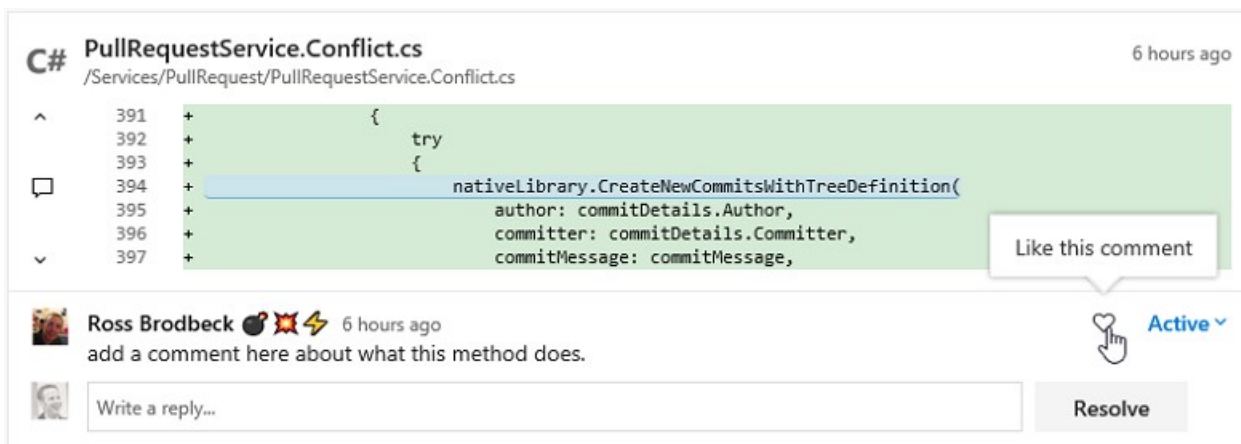 C# PullRequestService.Conflict.cs 6 hours ago
/Services/PullRequest/PullRequestService.Conflict.cs
391 + {
392 + try
393 + {
394 + nativeLibrary.CreateNewCommitsWithTreeDefinition(
395 + author: commitDetails.Author,
396 + committer: commitDetails.Committer,
397 + commitMessage: commitMessage,
Like this comment
Ross Brodbeck 💣💥⚡ 6 hours ago
Active
add a comment here about what this method does.
Write a reply...
Resolve